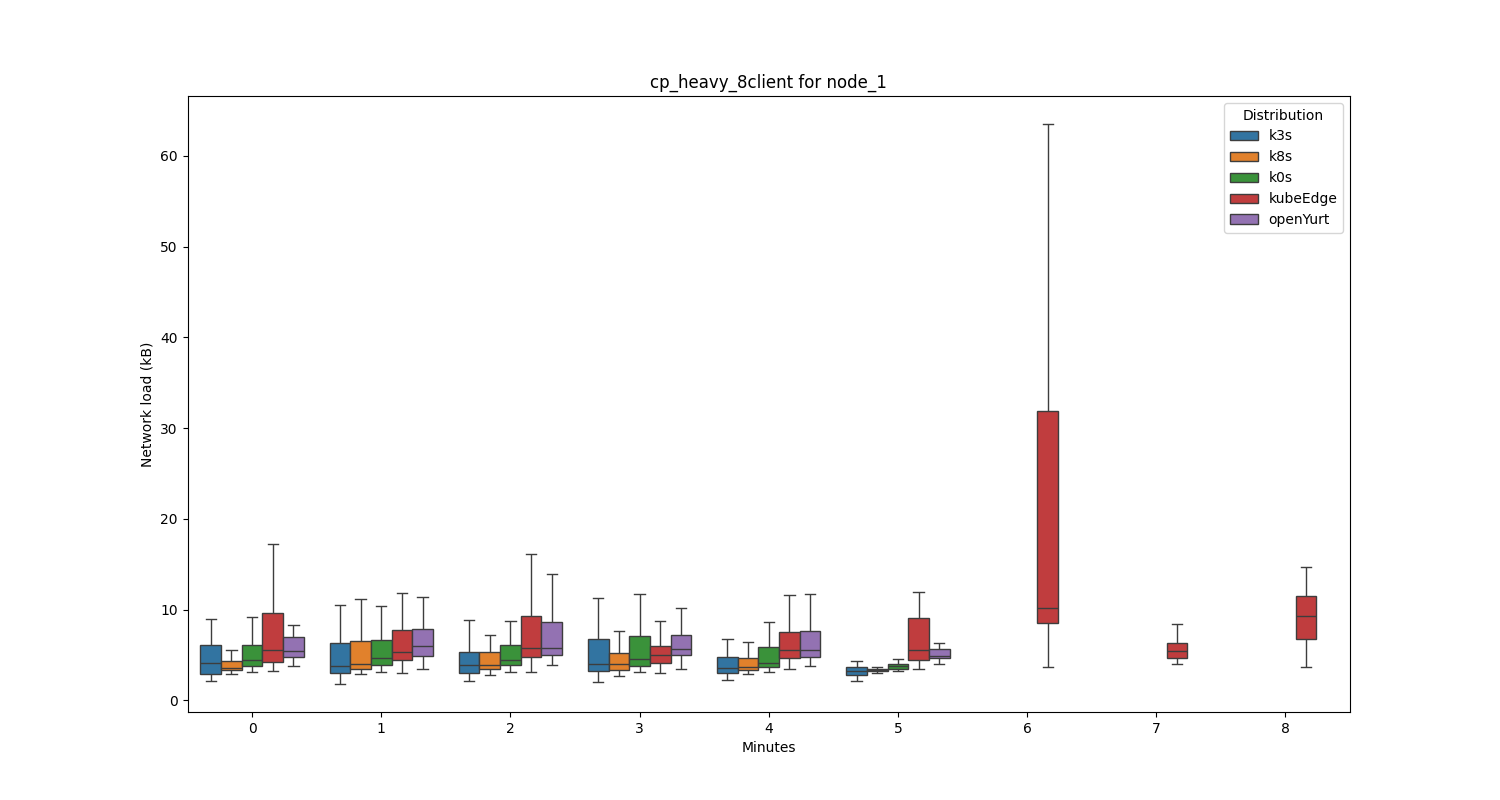 cp_heavy_8client for node_1
Distribution
k3s
k8s
k0s
kubeEdge
openYurt
Network load (kB)
60
50
40
30
20
10
0
0 1 2 3 4 5 6 7 8
Minutes